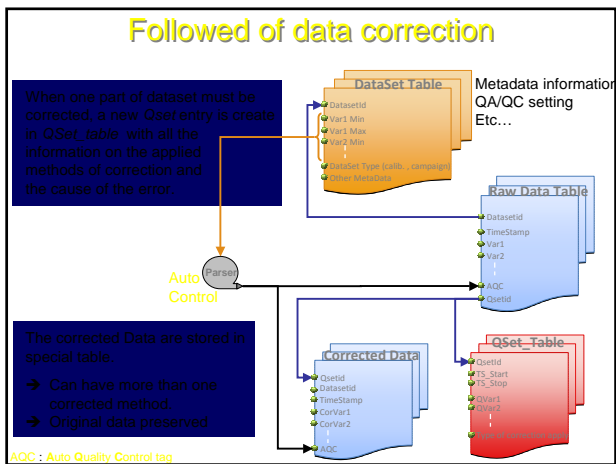 Followed of data correction
When one part of dataset must be
corrected, a new Qset entry is create
in QSet_table, with all the
information on the applied
methods of correction and
the cause of the error.
DataSet Table
DatasetId
Var1 Min
Var1 Max
Var2 Min
DataSet Type (calib. , campaign)
Other MetaData
Metadata information
QA/QC setting
Etc…
Raw Data Table
Datasetid
TimeStamp
Var1
Var2
AQC
Qsetid
Parser
Auto
Control
The corrected Data are stored in
special table.
➔ Can have more than one
corrected method.
➔ Original data preserved
Corrected Data
Qsetid
Datasetid
TimeStamp
CorVar1
CorVar2
AQC
QSet_Table
Qsetid
TS_Start
TS_Stop
QVar1
QVar2
AQC : Auto Quality Control tag